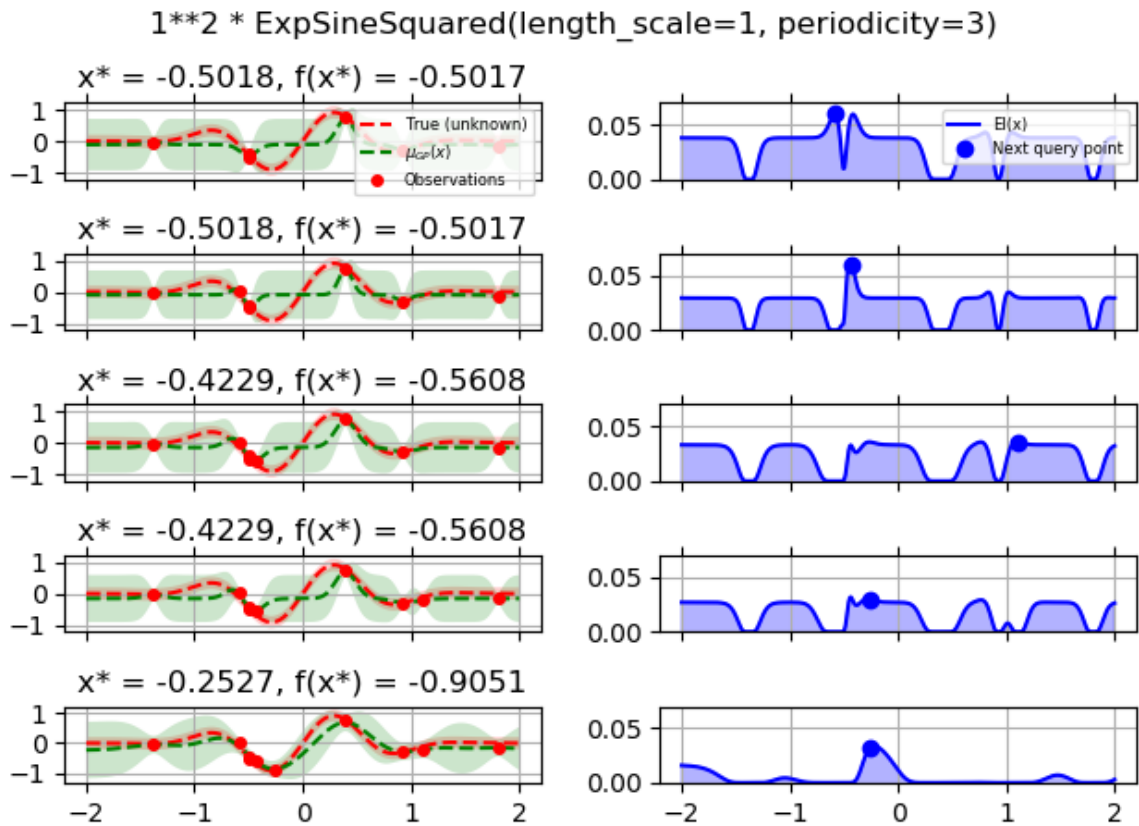 1**2 * ExpSineSquared(length_scale=1, periodicity=3)
x* = -0.5018, f(x*) = -0.5017
1
0
−1
True (unknown)
μGP(x)
Observations
0.05
0.00
EI(x)
Next query point
x* = -0.5018, f(x*) = -0.5017
1
0
−1
0.05
0.00
x* = -0.4229, f(x*) = -0.5608
1
0
−1
0.05
0.00
x* = -0.4229, f(x*) = -0.5608
1
0
−1
0.05
0.00
x* = -0.2527, f(x*) = -0.9051
1
0
−1
−2 −1 0 1 2
0.05
0.00
−2 −1 0 1 2